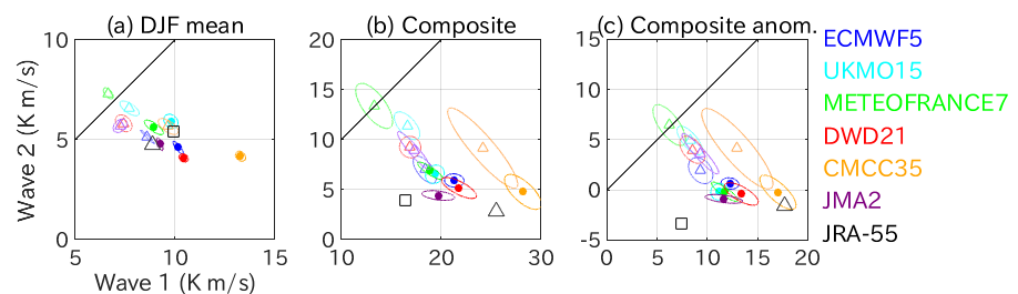 (a) DJF mean
(b) Composite
(c) Composite anom.
10
5
0
5
10
15
20
15
10
5
0
10
20
30
15
10
5
0
-5
0
5
10
15
20
Wave 2 (K m/s)
Wave 1 (K m/s)
ECMWF5
UKMO15
METEOFRANCE7
DWD21
CMCC35
JMA2
JRA-55